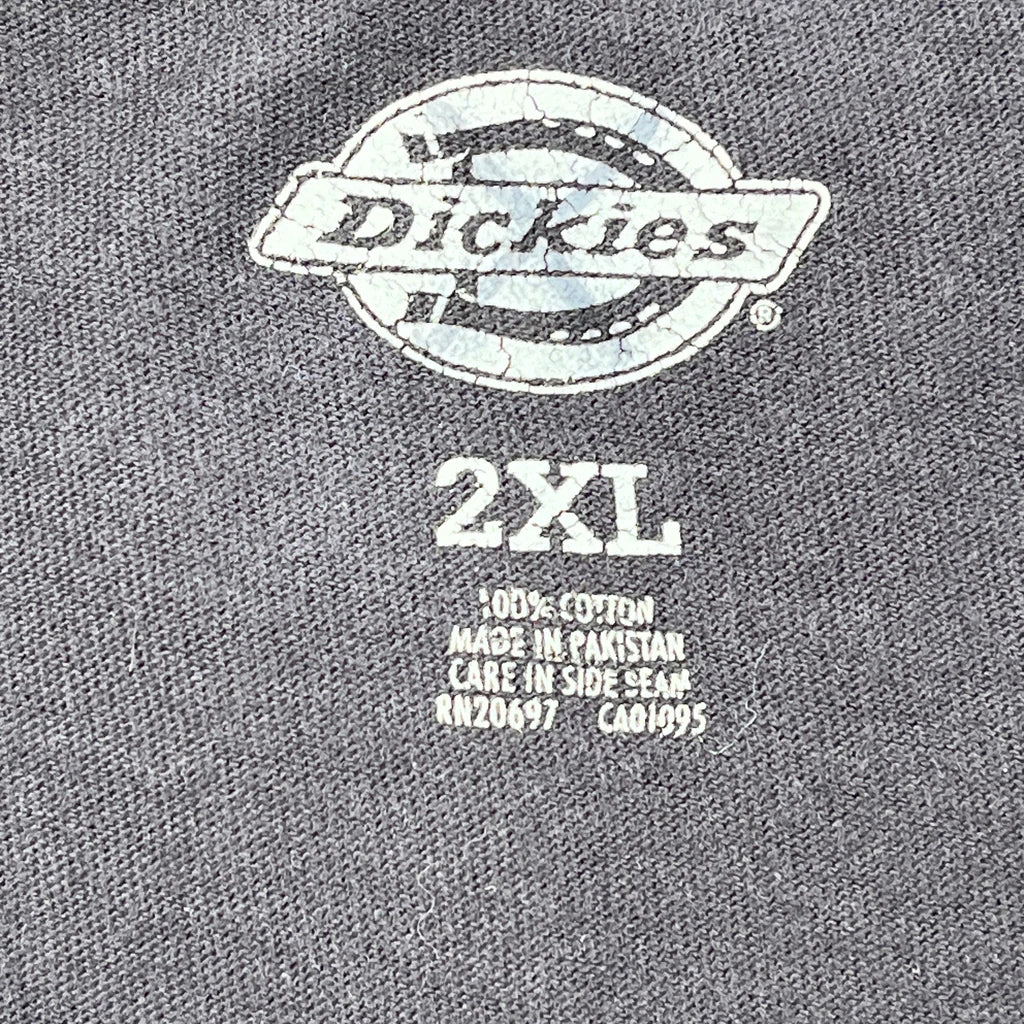 Dickies
®
2XL
100% COTTON
MADE IN PAKISTAN
CARE IN SIDE SEAM
RN20697 CA01095